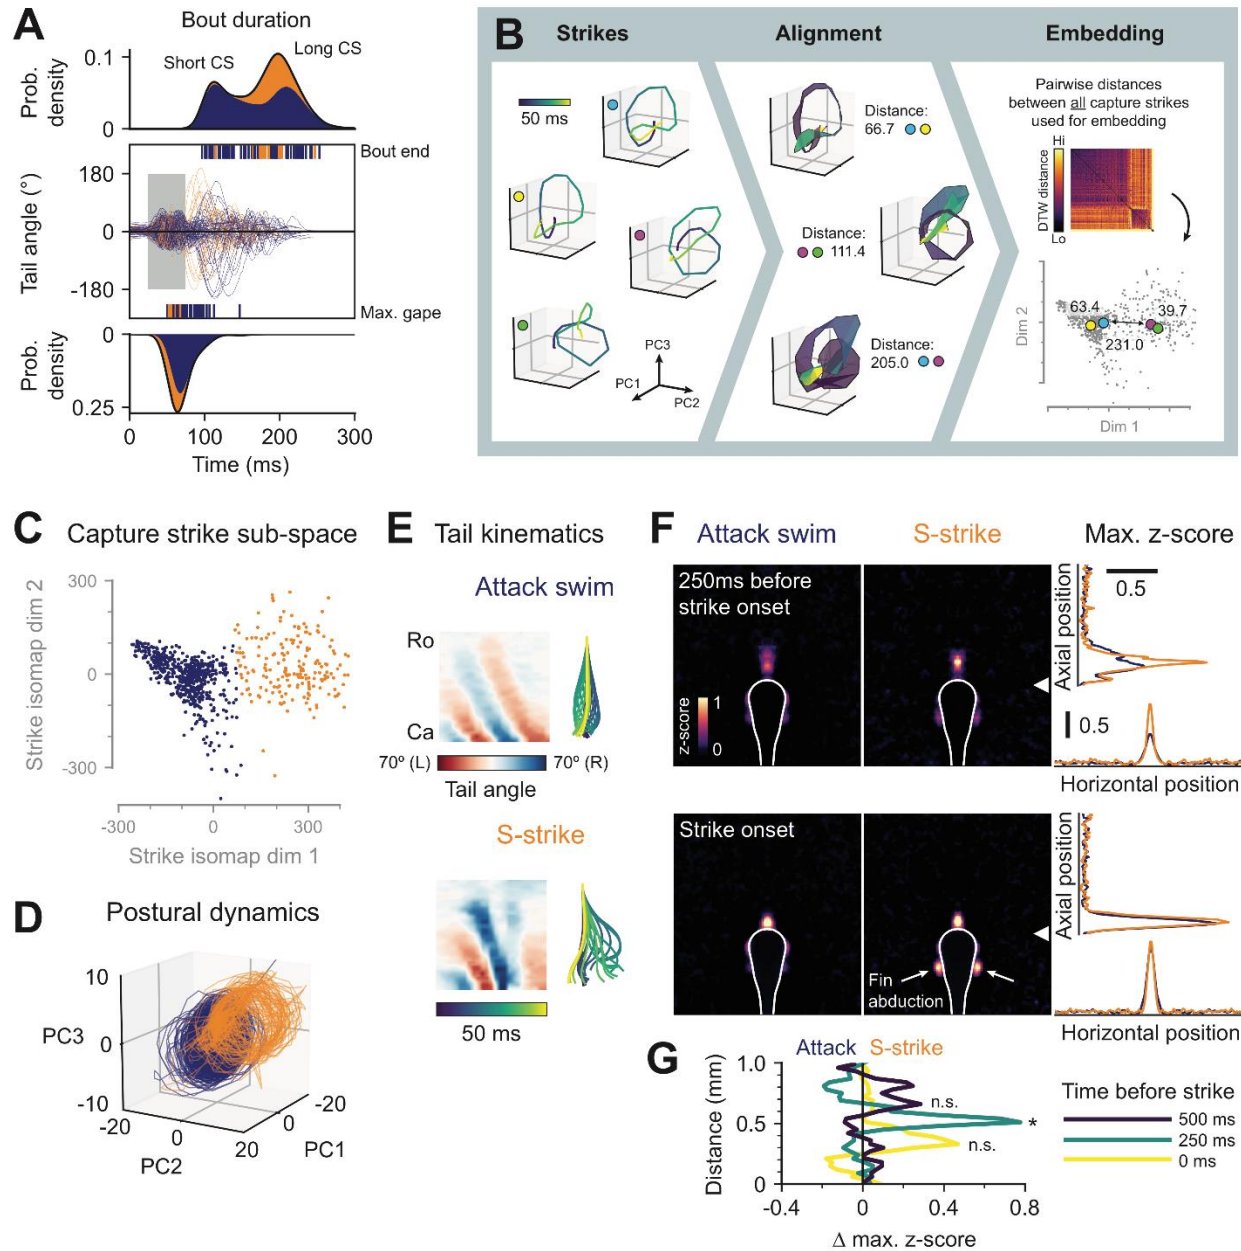 A
Bout duration
Short CS
Long CS
0.1
0
Prob.
density
Bout end
180
0
-180
Tail angle (°)
Max. gape
0
0.25
Prob.
density
0
100
200
300
Time (ms)
B
Strikes
Alignment
Embedding
50 ms
PC3
PC1
PC2
Distance:
66.7
Distance:
111.4
Distance:
205.0
Pairwise distances
between all capture strikes
used for embedding
Hi
DTW distance
Lo
63.4
39.7
231.0
Dim 2
Dim 1
C
Capture strike sub-space
300
0
-300
Strike isomap dim 2
-300
0
300
Strike isomap dim 1
D
Postural dynamics
10
0
-10
PC3
-20
0
20
PC2
-20
0
20
PC1
E
Tail kinematics
Attack swim
Ro
Ca
70º (L)
70º (R)
Tail angle
S-strike
50 ms
F
Attack swim
S-strike
Max. z-score
250ms before
strike onset
z-score
1
0
Axial position
0.5
0.5
Horizontal position
Strike onset
Fin
abduction
Axial position
Horizontal position
G
Attack
S-strike
Distance (mm)
1.0
0.5
0
n.s.
*
n.s.
-0.4
0
0.4
0.8
Δ max. z-score
Time before strike
500 ms
250 ms
0 ms